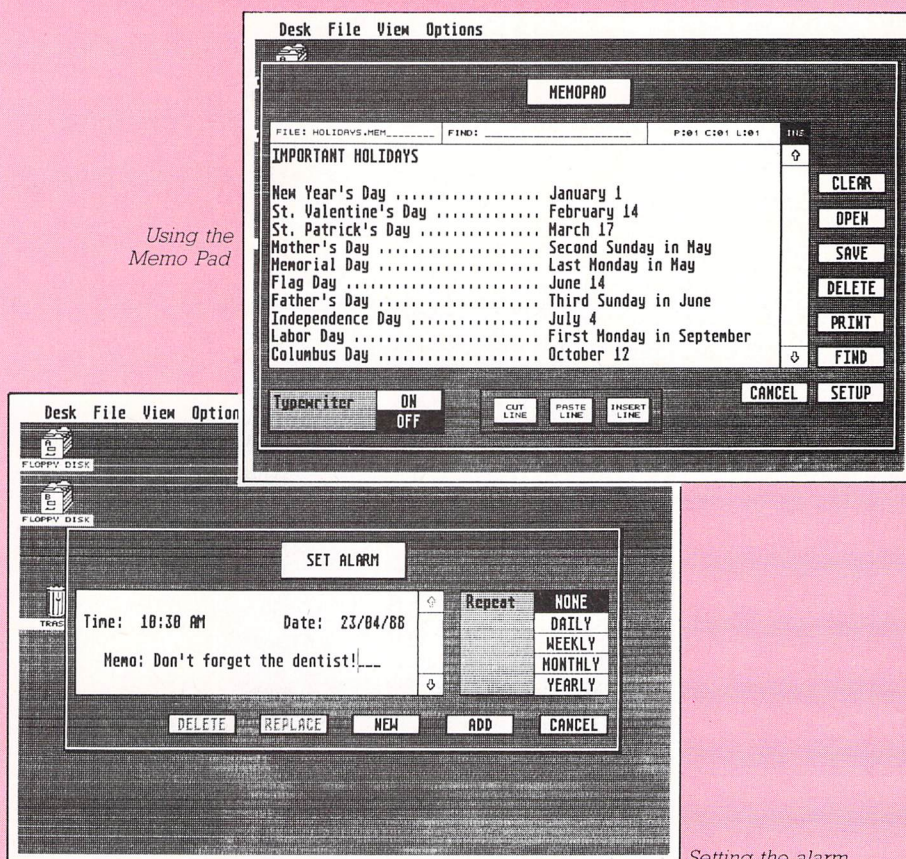 Desk File View Options
MEMOPAD
FILE: HOLIDAYS.MEM________ FIND: ________________________ P:01 C:01 L:01 INS
IMPORTANT HOLIDAYS
New Year's Day .................. January 1
St. Valentine's Day ............. February 14
St. Patrick's Day ............... March 17
Mother's Day .................... Second Sunday in May
Memorial Day .................... Last Monday in May
Flag Day ........................ June 14
Father's Day .................... Third Sunday in June
Independence Day ................ July 4
Labor Day ....................... First Monday in September
Columbus Day .................... October 12
CLEAR
OPEN
SAVE
DELETE
PRINT
FIND
CANCEL SETUP
Typewriter ON
OFF
CUT LINE
PASTE LINE
INSERT LINE
Using the
Memo Pad
Desk File View Option
A
FLOPPY DISK
B
FLOPPY DISK
TRAS
SET ALARM
Time: 10:30 AM Date: 23/04/88
Memo: Don't forget the dentist!___
Repeat NONE
DAILY
WEEKLY
MONTHLY
YEARLY
DELETE REPLACE NEW ADD CANCEL
Setting the alarm